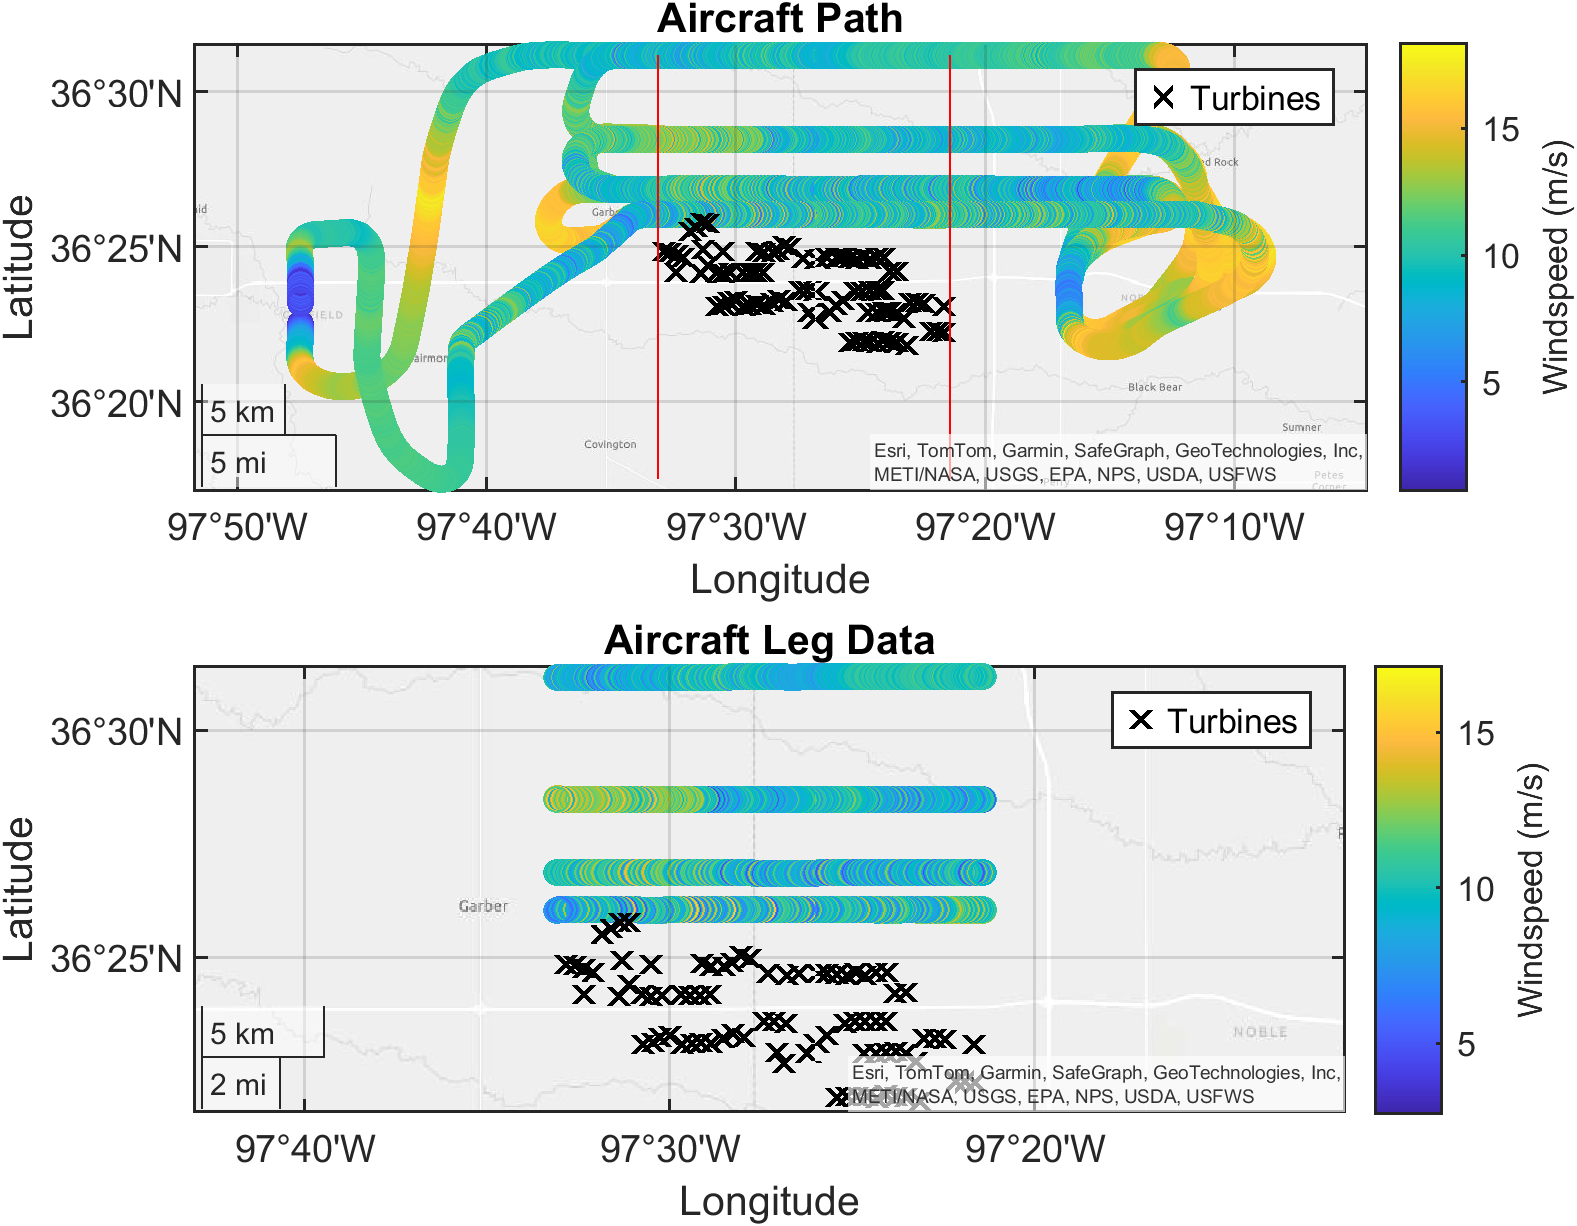 Aircraft Path
36°30'N
36°25'N
36°20'N
Latitude
Turbines
Red Rock
Black Bear
Sumner
Petes
Corner
Covington
5 km
5 mi
Esri, TomTom, Garmin, SafeGraph, GeoTechnologies, Inc,
METI/NASA, USGS, EPA, NPS, USDA, USFWS
97°50'W
97°40'W
97°30'W
97°20'W
97°10'W
Longitude
15
10
5
Windspeed (m/s)
Aircraft Leg Data
36°30'N
36°25'N
Latitude
Turbines
Garber
NOBLE
5 km
2 mi
Esri, TomTom, Garmin, SafeGraph, GeoTechnologies, Inc,
METI/NASA, USGS, EPA, NPS, USDA, USFWS
97°40'W
97°30'W
97°20'W
Longitude
15
10
5
Windspeed (m/s)